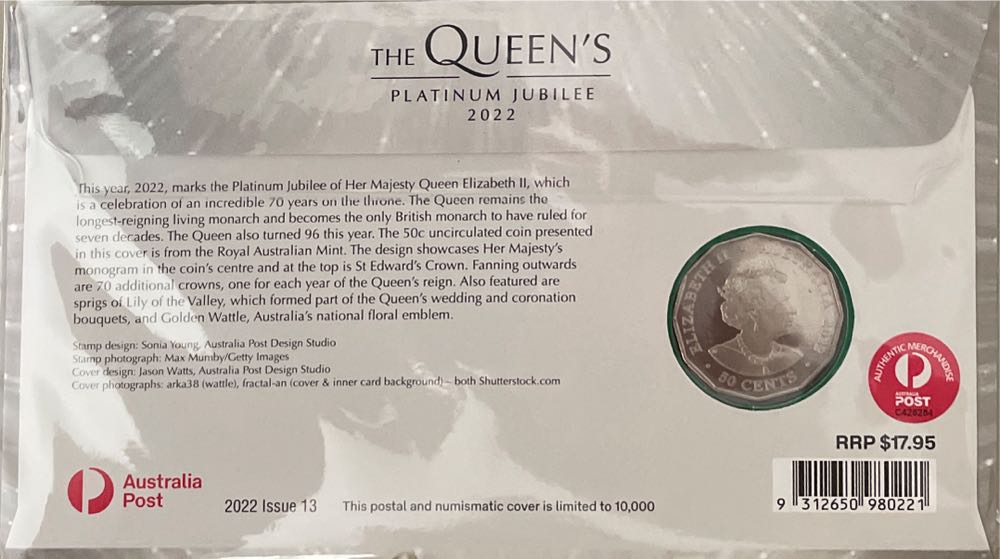 THE QUEEN'S
PLATINUM JUBILEE
2022
This year, 2022, marks the Platinum Jubilee of Her Majesty Queen Elizabeth II, which
is a celebration of an incredible 70 years on the throne. The Queen remains the
longest-reigning living monarch and becomes the only British monarch to have ruled for
seven decades. The Queen also turned 96 this year. The 50c uncirculated coin presented
in this cover is from the Royal Australian Mint. The design showcases Her Majesty's
monogram in the coin's centre and at the top is St Edward's Crown. Fanning outwards
are 70 additional crowns, one for each year of the Queen's reign. Also featured are
sprigs of Lily of the Valley, which formed part of the Queen's wedding and coronation
bouquets, and Golden Wattle, Australia's national floral emblem.
Stamp design: Sonia Young, Australia Post Design Studio
Stamp photograph: Max Mumby/Getty Images
Cover design: Jason Watts, Australia Post Design Studio
Cover photographs: arka38 (wattle), fractal-an (cover & inner card background) – both Shutterstock.com
ELIZABETH II
50 CENTS
AUTHENTIC MERCHANDISE
AUSTRALIA
POST
RRP $17.95
9 312650 980221
Australia
Post
2022 Issue 13
This postal and numismatic cover is limited to 10,000